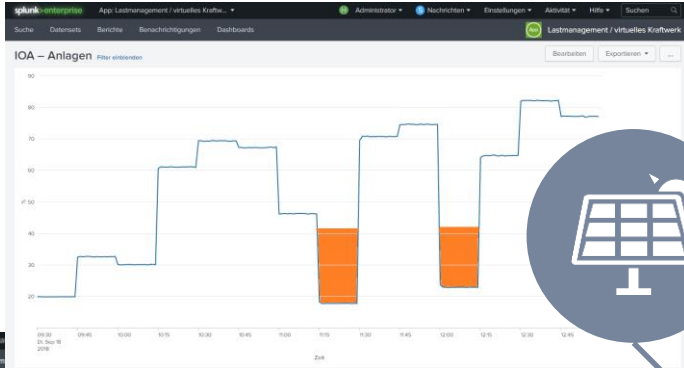 splunk>enterprise App: Lastmanagement / virtuelles Kraftw... Administrator Nachrichten Einstellungen Aktivität Hilfe Suchen
Suche Datensets Berichte Benachrichtigungen Dashboards App Lastmanagement / virtuelles Kraftwerk
IOA – Anlagen Filter einblenden Bearbeiten Exportieren ...
90
80
70
60
% 50
40
30
20
09:30 09:45 10:00 10:15 10:30 10:45 11:00 11:15 11:30 11:45 12:00 12:15 12:30 12:45
Di. Sep 18
2018
Zeit